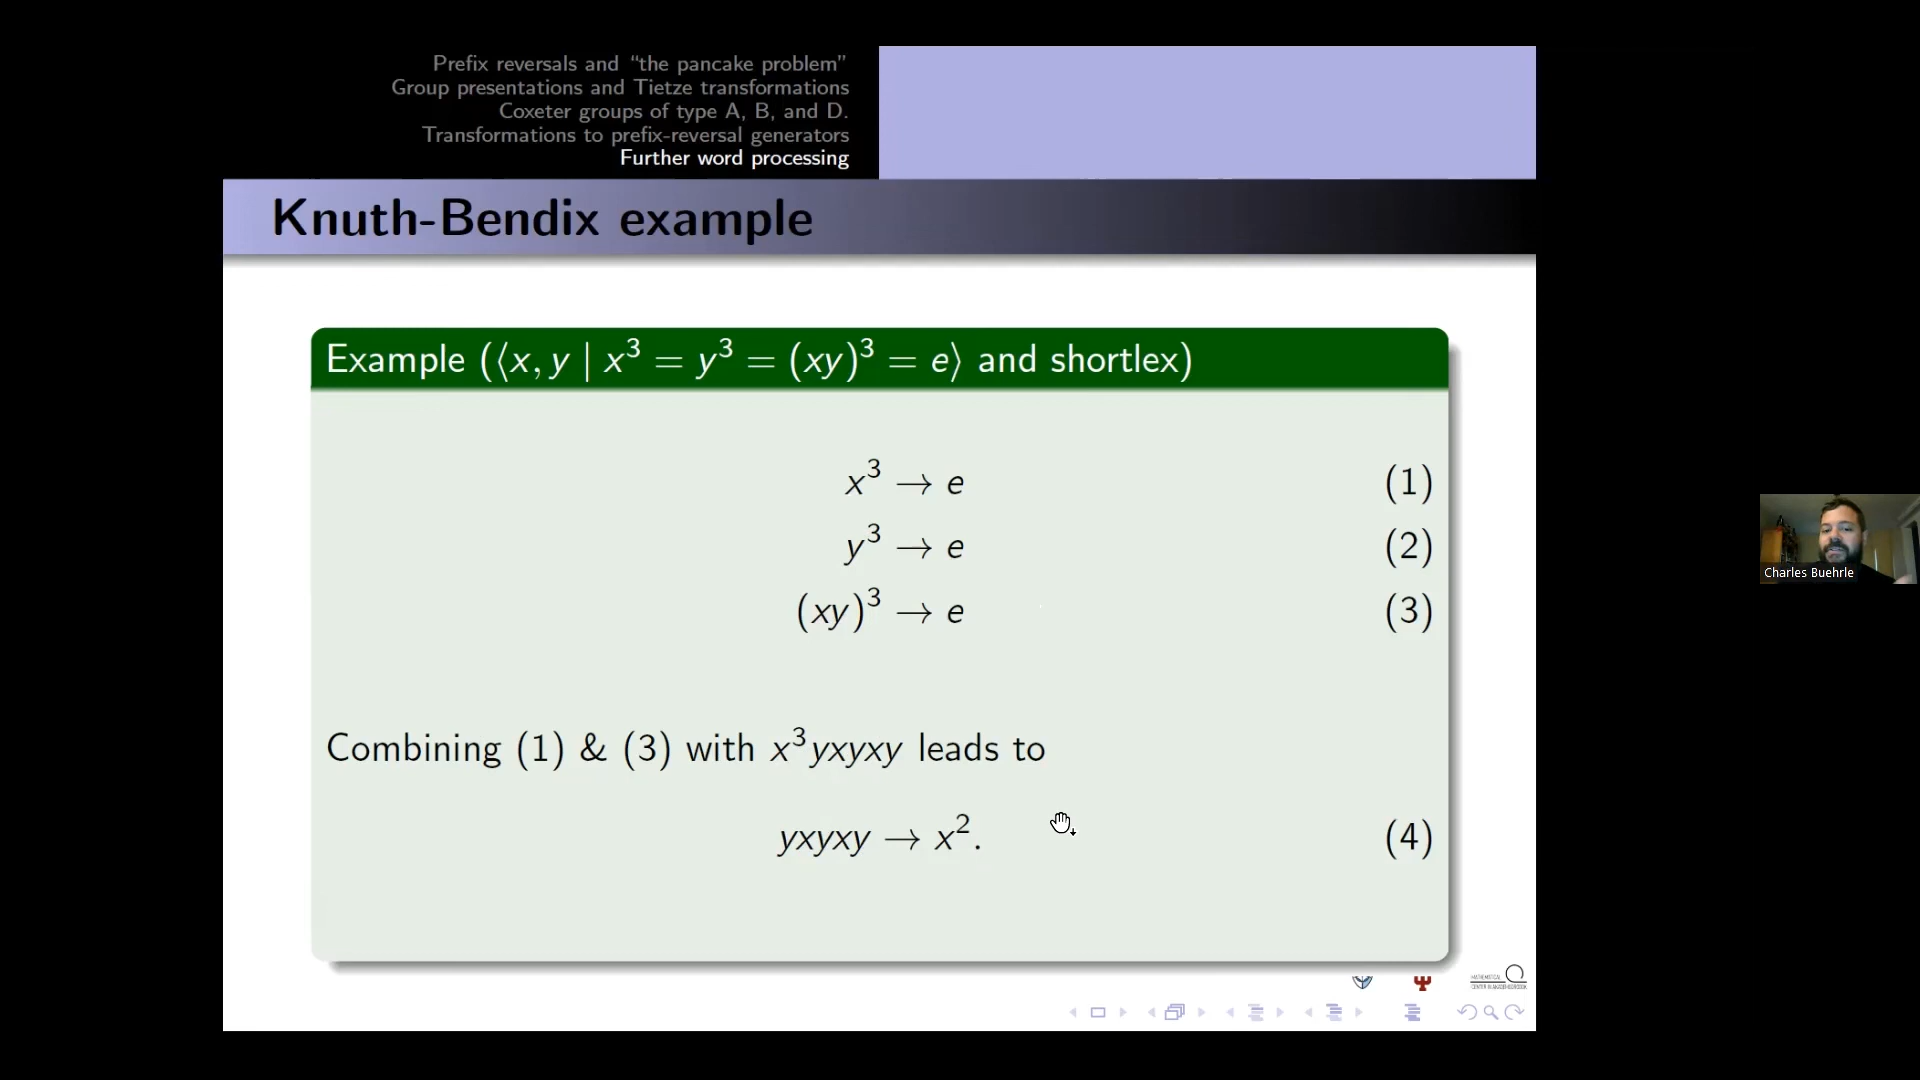 Prefix reversals and “the pancake problem”
Group presentations and Tietze transformations
Coxeter groups of type A, B, and D.
Transformations to prefix-reversal generators
Further word processing
Knuth-Bendix example
Example (⟨x, y | x³ = y³ = (xy)³ = e⟩ and shortlex)
x³ → e (1)
y³ → e (2)
(xy)³ → e (3)
Charles Buehrle
Combining (1) & (3) with x³yxyxy leads to
yxyxy → x². (4)